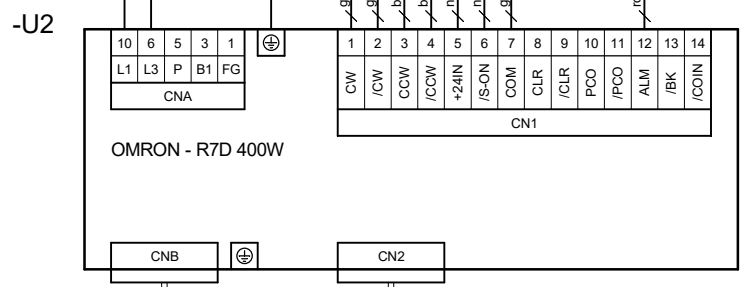 -U2
10 6 5 3 1 1 2 3 4 5 6 7 8 9 10 11 12 13 14
L1 L3 P B1 FG CW /CW CCW /CCW +24IN /S-ON COM CLR /CLR PCO /PCO ALM /BK /COIN
CNA
CN1
OMRON - R7D 400W
CNB CN2